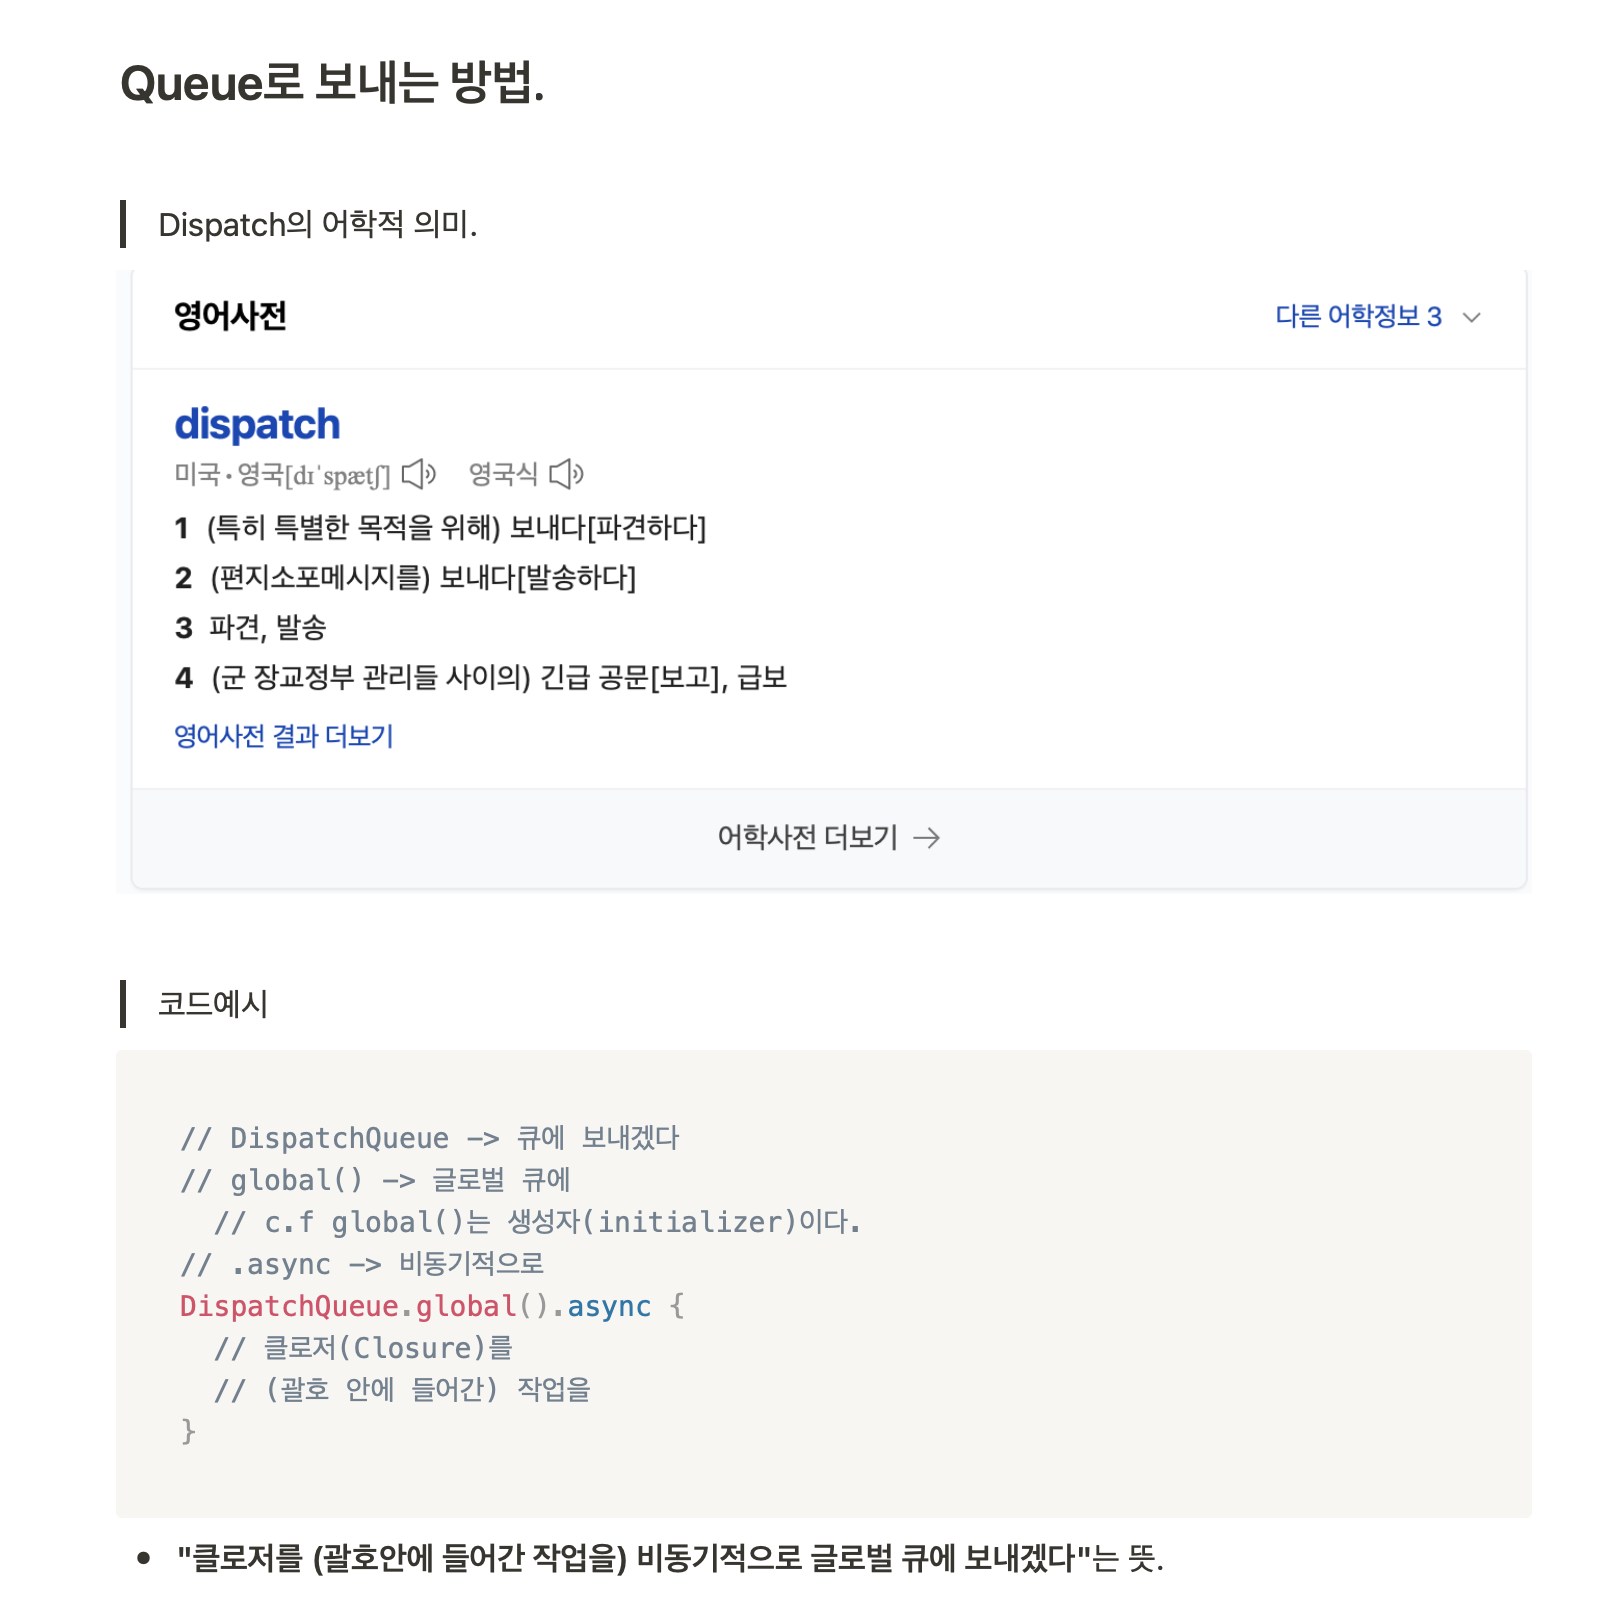 Queue로 보내는 방법.
Dispatch의 어학적 의미.
영어사전
다른 어학정보 3
dispatch
미국·영국[dɪˈspætʃ] 영국식
1 (특히 특별한 목적을 위해) 보내다[파견하다]
2 (편지소포메시지를) 보내다[발송하다]
3 파견, 발송
4 (군 장교정부 관리들 사이의) 긴급 공문[보고], 급보
영어사전 결과 더보기
어학사전 더보기 →
코드예시
// DispatchQueue -> 큐에 보내겠다
// global() -> 글로벌 큐에
  // c.f global()는 생성자(initializer)이다.
// .async -> 비동기적으로
DispatchQueue.global().async {
  // 클로저(Closure)를
  // (괄호 안에 들어간) 작업을
}
• "클로저를 (괄호안에 들어간 작업을) 비동기적으로 글로벌 큐에 보내겠다"는 뜻.